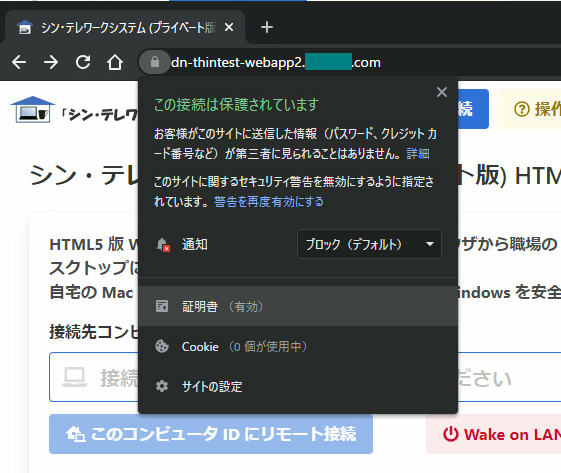 シン・テレワークシステム (プライベート版
dn-thintest-webapp2.
.com
「シン・テレワ
続
操作
シン・テレ
ト版) HTM
この接続は保護されています
お客様がこのサイトに送信した情報（パスワード、クレジット カ
ード番号など）が第三者に見られることはありません。 詳細
このサイトに関するセキュリティ警告を無効にするように指定さ
れています。 警告を再度有効にする
通知
ブロック（デフォルト）
HTML5 版 W
ウザから職場の
スクトップに
自宅の Mac
indows を安全
証明書 （有効）
接続先コンピ
Cookie （0 個が使用中）
接続
ださい
サイトの設定
このコンピュータ ID にリモート接続
Wake on LAN